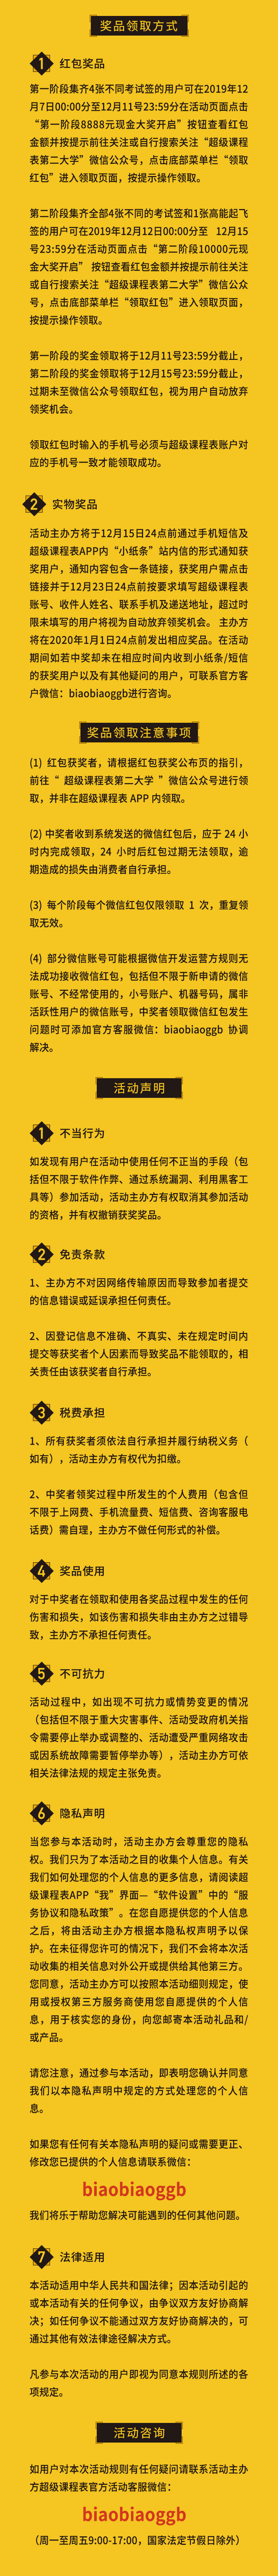 奖品领取方式
1 红包奖品
第一阶段集齐4张不同考试签的用户可在2019年12
月7日00:00分至12月11号23:59分在活动页面点击
“第一阶段8888元现金大奖开启”按钮查看红包
金额并按提示前往关注或自行搜索关注“超级课程
表第二大学”微信公众号，点击底部菜单栏“领取
红包”进入领取页面，按提示操作领取。
第二阶段集齐全部4张不同的考试签和1张高能起飞
签的用户可在2019年12月12日00:00分至 12月15
号23:59分在活动页面点击“第二阶段10000元现
金大奖开启” 按钮查看红包金额并按提示前往关注
或自行搜索关注“超级课程表第二大学”微信公众
号，点击底部菜单栏“领取红包”进入领取页面，
按提示操作领取。
第一阶段的奖金领取将于12月11号23:59分截止，
第二阶段的奖金领取将于12月15号23:59分截止，
过期未至微信公众号领取红包，视为用户自动放弃
领奖机会。
领取红包时输入的手机号必须与超级课程表账户对
应的手机号一致才能领取成功。
2 实物奖品
活动主办方将于12月15日24点前通过手机短信及
超级课程表APP内“小纸条”站内信的形式通知获
奖用户，通知内容包含一条链接，获奖用户需点击
链接并于12月23日24点前按要求填写超级课程表
账号、收件人姓名、联系手机及递送地址，超过时
限未填写的用户将视为自动放弃领奖机会。 主办方
将在2020年1月1日24点前发出相应奖品。在活动
期间如若中奖却未在相应时间内收到小纸条/短信
的获奖用户以及有其他疑问的用户，可联系官方客
户微信：biaobiaoggb进行咨询。
奖品领取注意事项
(1) 红包获奖者，请根据红包获奖公布页的指引，
前往 “ 超级课程表第二大学 ” 微信公众号进行领
取，并非在超级课程表 APP 内领取。
(2) 中奖者收到系统发送的微信红包后，应于 24 小
时内完成领取，24 小时后红包过期无法领取，逾
期造成的损失由消费者自行承担。
(3) 每个阶段每个微信红包仅限领取 1 次，重复领
取无效。
(4) 部分微信账号可能根据微信开发运营方规则无
法成功接收微信红包，包括但不限于新申请的微信
账号、不经常使用的，小号账户、机器号码，属非
活跃性用户的微信账号，中奖者领取微信红包发生
问题时可添加官方客服微信：biaobiaoggb 协调
解决。
活动声明
1 不当行为
如发现有用户在活动中使用任何不正当的手段（包
括但不限于软件作弊、通过系统漏洞、利用黑客工
具等）参加活动，活动主办方有权取消其参加活动
的资格，并有权撤销获奖奖品。
2 免责条款
1、主办方不对因网络传输原因而导致参加者提交
的信息错误或延误承担任何责任。
2、因登记信息不准确、不真实、未在规定时间内
提交等获奖者个人因素而导致奖品不能领取的，相
关责任由该获奖者自行承担。
3 税费承担
1、所有获奖者须依法自行承担并履行纳税义务（
如有），活动主办方有权代为扣缴。
2、中奖者领奖过程中所发生的个人费用（包含但
不限于上网费、手机流量费、短信费、咨询客服电
话费）需自理，主办方不做任何形式的补偿。
4 奖品使用
对于中奖者在领取和使用各奖品过程中发生的任何
伤害和损失，如该伤害和损失非由主办方之过错导
致，主办方不承担任何责任。
5 不可抗力
活动过程中，如出现不可抗力或情势变更的情况
（包括但不限于重大灾害事件、活动受政府机关指
令需要停止举办或调整的、活动遭受严重网络攻击
或因系统故障需要暂停举办等），活动主办方可依
相关法律法规的规定主张免责。
6 隐私声明
当您参与本活动时，活动主办方会尊重您的隐私
权。我们只为了本活动之目的收集个人信息。有关
我们如何处理您的个人信息的更多信息，请阅读超
级课程表APP“我”界面—“软件设置”中的“服
务协议和隐私政策”。在您自愿提供您的个人信息
之后，将由活动主办方根据本隐私权声明予以保
护。在未征得您许可的情况下，我们不会将本次活
动收集的相关信息对外公开或提供给其他第三方。
您同意，活动主办方可以按照本活动细则规定，使
用或授权第三方服务商使用您自愿提供的个人信
息，用于核实您的身份，向您邮寄本活动礼品和/
或产品。
请您注意，通过参与本活动，即表明您确认并同意
我们以本隐私声明中规定的方式处理您的个人信
息。
如果您有任何有关本隐私声明的疑问或需要更正、
修改您已提供的个人信息请联系微信：
biaobiaoggb
我们将乐于帮助您解决可能遇到的任何其他问题。
7 法律适用
本活动适用中华人民共和国法律；因本活动引起的
或本活动有关的任何争议，由争议双方友好协商解
决；如任何争议不能通过双方友好协商解决的，可
通过其他有效法律途径解决方式。
凡参与本次活动的用户即视为同意本规则所述的各
项规定。
活动咨询
如用户对本次活动规则有任何疑问请联系活动主办
方超级课程表官方活动客服微信：
biaobiaoggb
（周一至周五9:00-17:00，国家法定节假日除外）